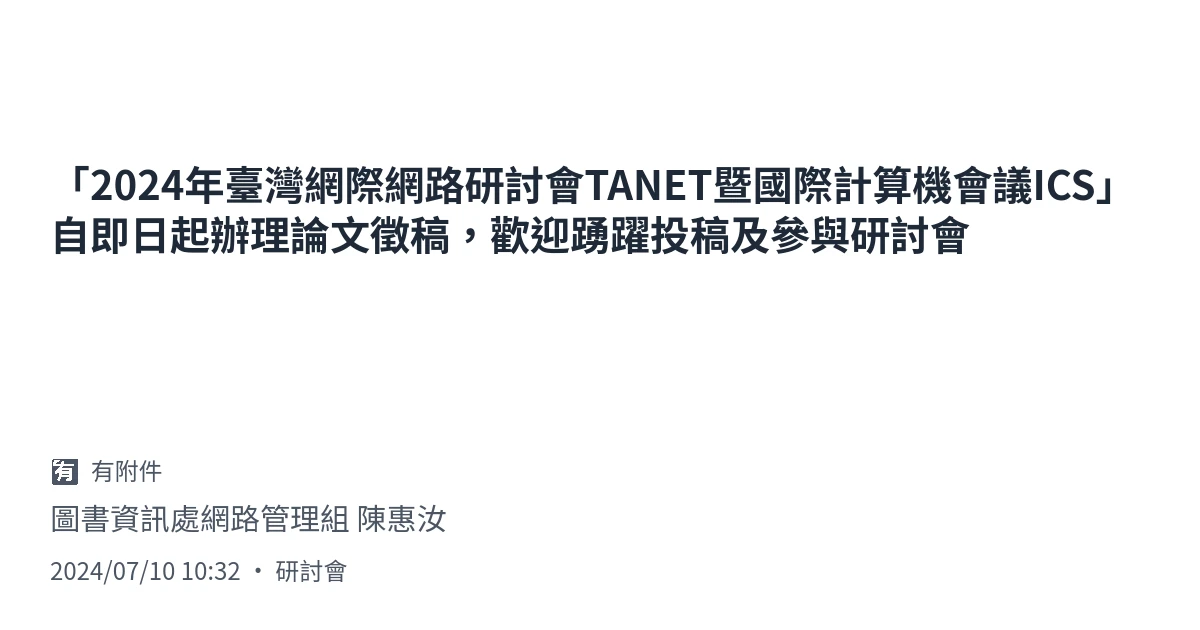 「2024年臺灣網際網路研討會TANET暨國際計算機會議ICS」
自即日起辦理論文徵稿，歡迎踴躍投稿及參與研討會
有 有附件
圖書資訊處網路管理組 陳惠汝
2024/07/10 10:32 • 研討會